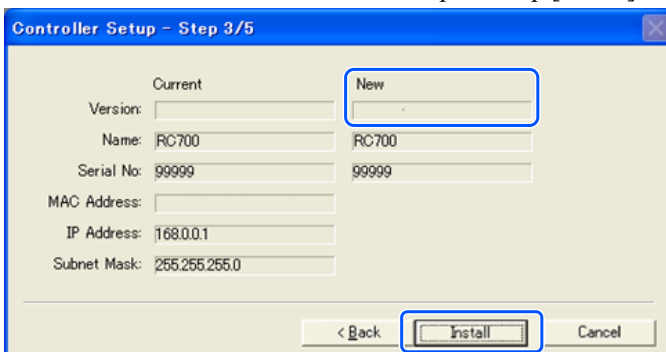 Controller Setup - Step 3/5
Current New
Version:
Name: RC700 RC700
Serial No: 99999 99999
MAC Address:
IP Address: 168.0.0.1
Subnet Mask: 255.255.255.0
< Back Install Cancel